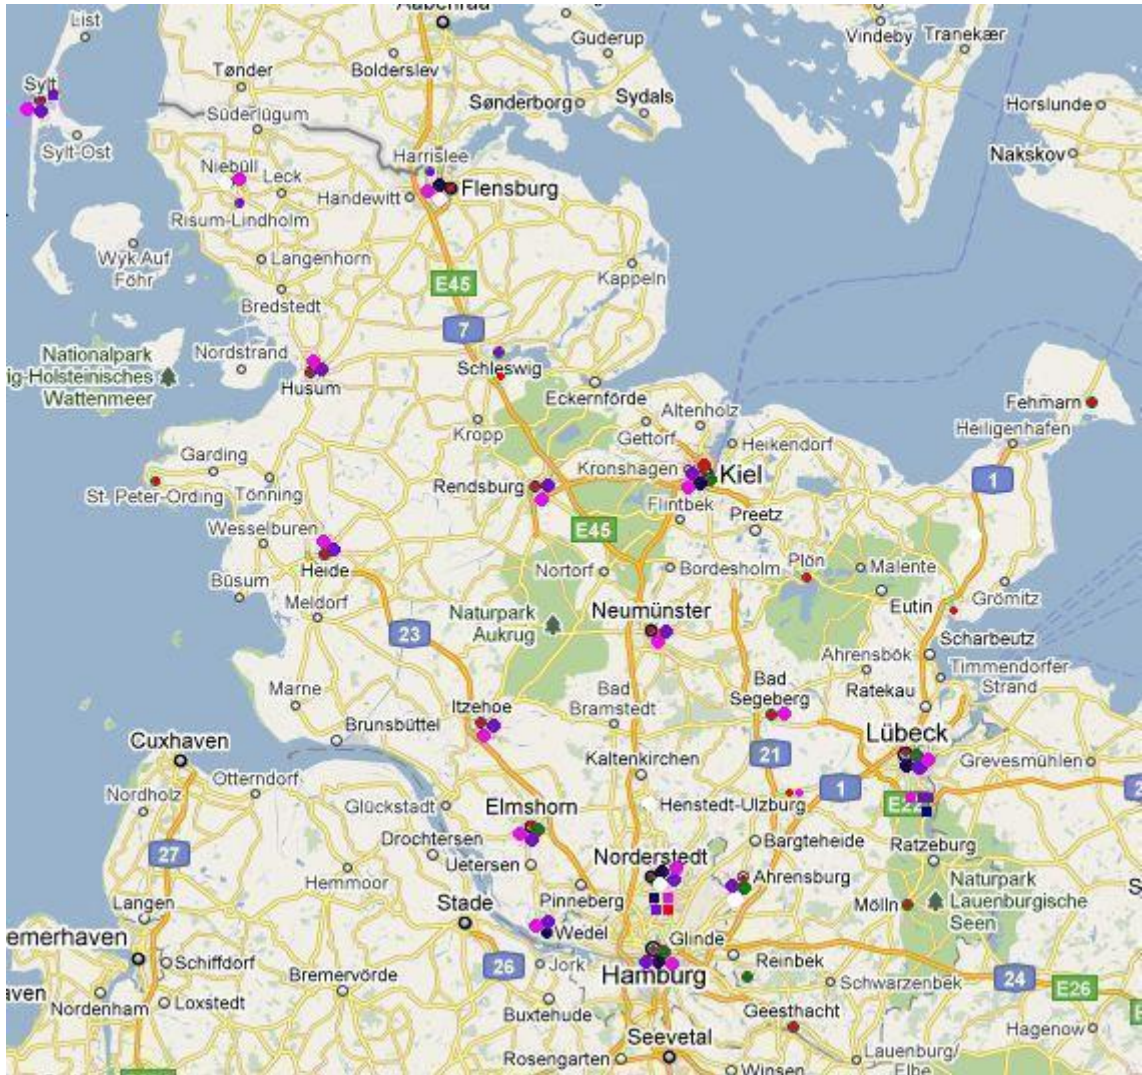 Aabenraa
List
Guderup
Vindeby
Tranekær
Bolderslev
Tønder
Sylt
Sønderborg
Sydals
Horslunde
Süderlügum
Sylt-Ost
Harrislee
Nakskov
Niebüll
Leck
Handewitt
Flensburg
Risum-Lindholm
Wyk Auf
Föhr
Langenhorn
Kappeln
E45
Bredstedt
7
Nationalpark
ig-Holsteinisches
Wattenmeer
Nordstrand
Husum
Schleswig
Eckernförde
Fehmarn
Altenholz
Kropp
Gettorf
Heikendorf
Heiligenhafen
Garding
Kronshagen
Kiel
St. Peter-Ording
Tönning
Rendsburg
1
Flintbek
Preetz
Wesselburen
E45
Heide
Büsum
Nortorf
Bordesholm
Plön
Malente
Meldorf
Naturpark
Aukrug
Neumünster
Eutin
Grömitz
23
Scharbeutz
Ahrensbök
Timmendorfer
Strand
Marne
Itzehoe
Bad
Bramstedt
Bad
Segeberg
Ratekau
Brunsbüttel
Lübeck
Cuxhaven
Kaltenkirchen
21
Grevesmühlen
Otterndorf
1
2
Nordholz
Glückstadt
Elmshorn
Henstedt-Ulzburg
E22
Drochtersen
Bargteheide
27
Uetersen
Norderstedt
Ratzeburg
Hemmoor
Ahrensburg
S
Langen
Stade
Pinneberg
Mölln
Naturpark
Lauenburgische
Seen
emerhaven
Wedel
Glinde
Schiffdorf
26
Jork
Hamburg
Reinbek
24
E26
aven
Nordenham
Loxstedt
Bremervörde
Schwarzenbek
Buxtehude
Geesthacht
Seevetal
Hagenow
Rosengarten
Winsen
Lauenburg/
Elbe